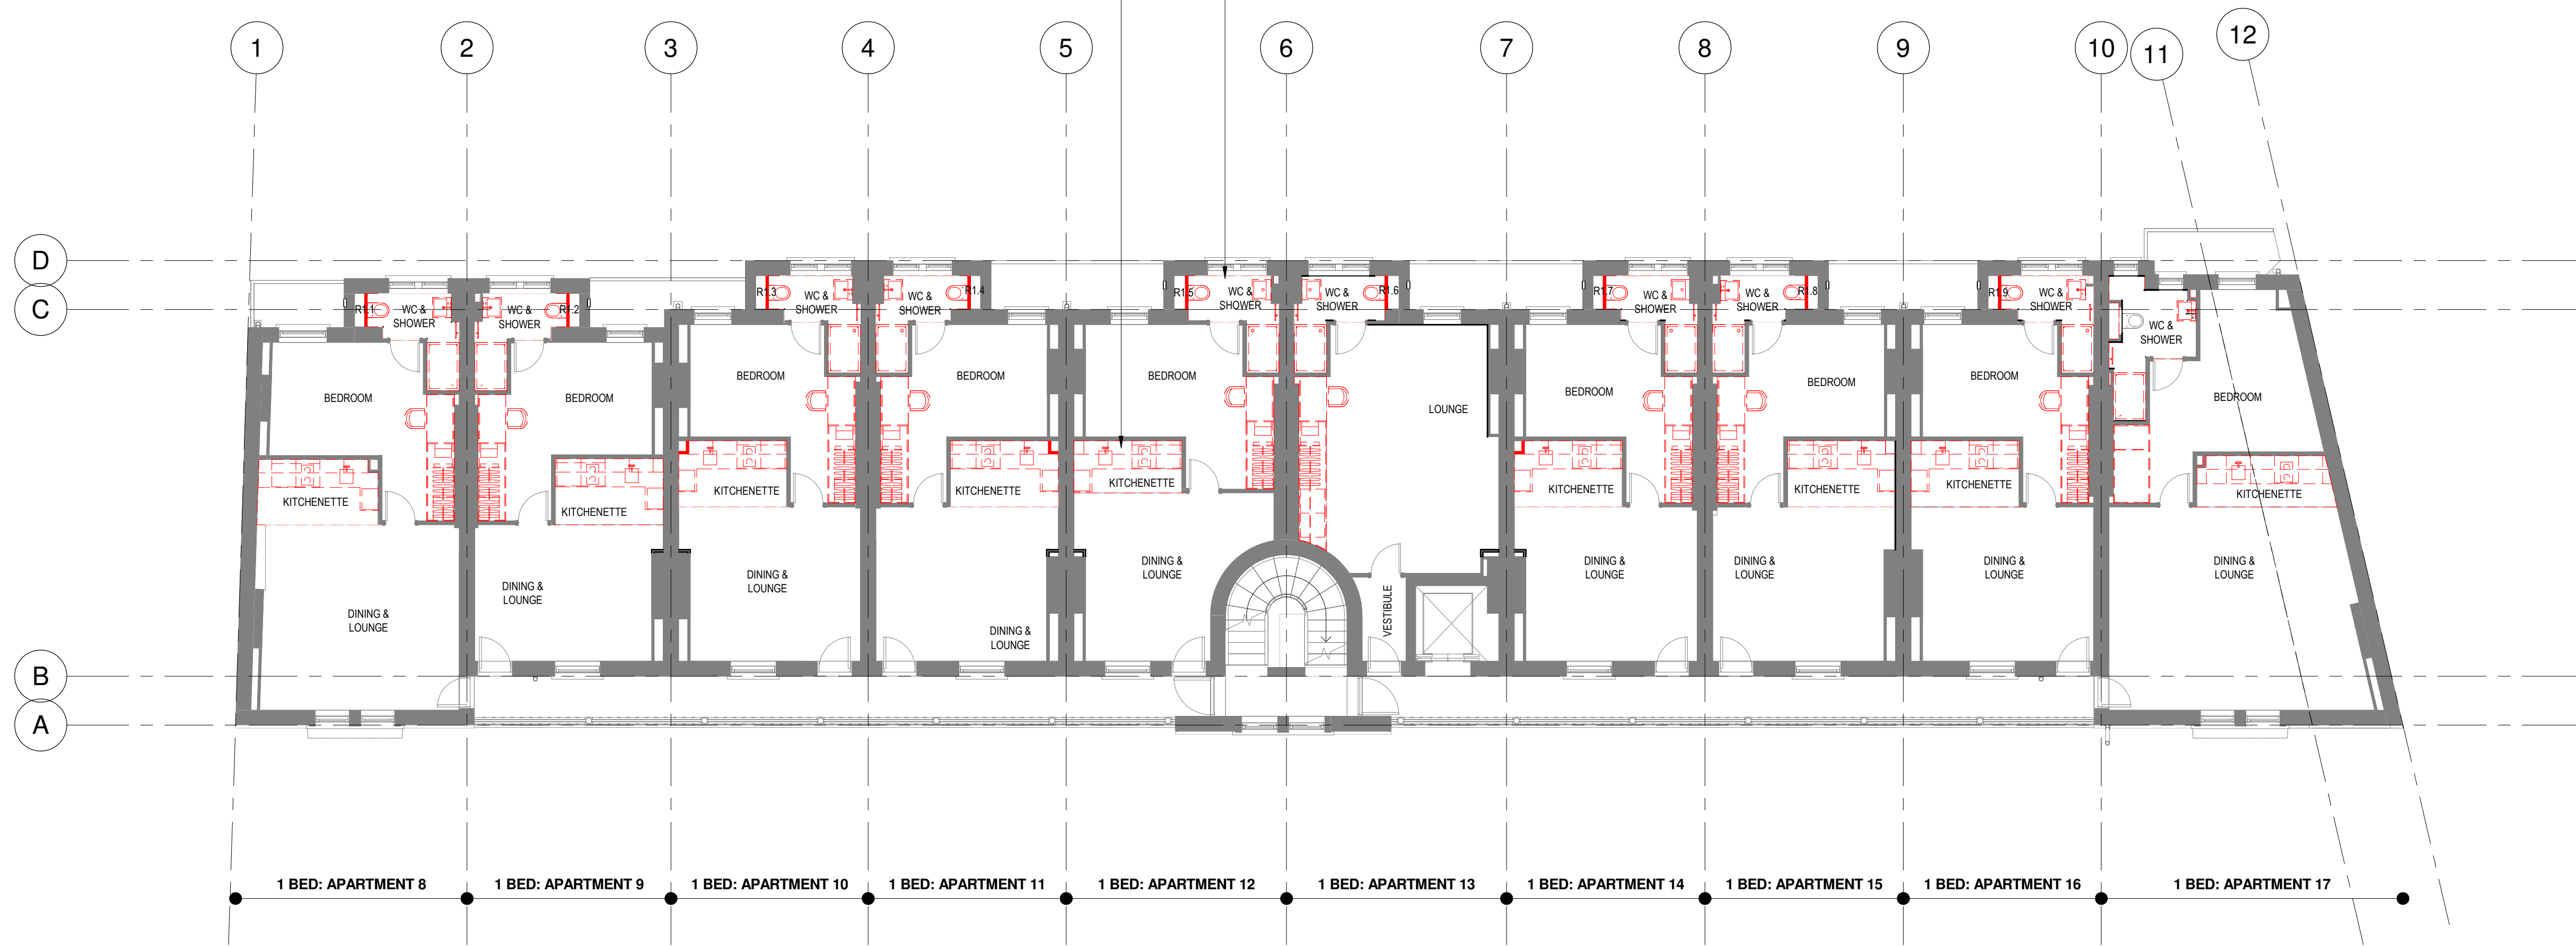 1
2
3
4
5
6
7
8
9
10
11
12
D
C
B
A
R1.1
WC &
SHOWER
WC &
SHOWER
R1.2
R1.3
WC &
SHOWER
WC &
SHOWER
R1.4
R1.5
WC &
SHOWER
WC &
SHOWER
R1.6
R1.7
WC &
SHOWER
WC &
SHOWER
R1.8
R1.9
WC &
SHOWER
WC &
SHOWER
BEDROOM
BEDROOM
BEDROOM
BEDROOM
BEDROOM
LOUNGE
BEDROOM
BEDROOM
BEDROOM
BEDROOM
KITCHENETTE
KITCHENETTE
KITCHENETTE
KITCHENETTE
KITCHENETTE
KITCHENETTE
KITCHENETTE
KITCHENETTE
KITCHENETTE
DINING &
LOUNGE
DINING &
LOUNGE
DINING &
LOUNGE
DINING &
LOUNGE
DINING &
LOUNGE
VESTIBULE
DINING &
LOUNGE
DINING &
LOUNGE
DINING &
LOUNGE
DINING &
LOUNGE
1 BED: APARTMENT 8
1 BED: APARTMENT 9
1 BED: APARTMENT 10
1 BED: APARTMENT 11
1 BED: APARTMENT 12
1 BED: APARTMENT 13
1 BED: APARTMENT 14
1 BED: APARTMENT 15
1 BED: APARTMENT 16
1 BED: APARTMENT 17